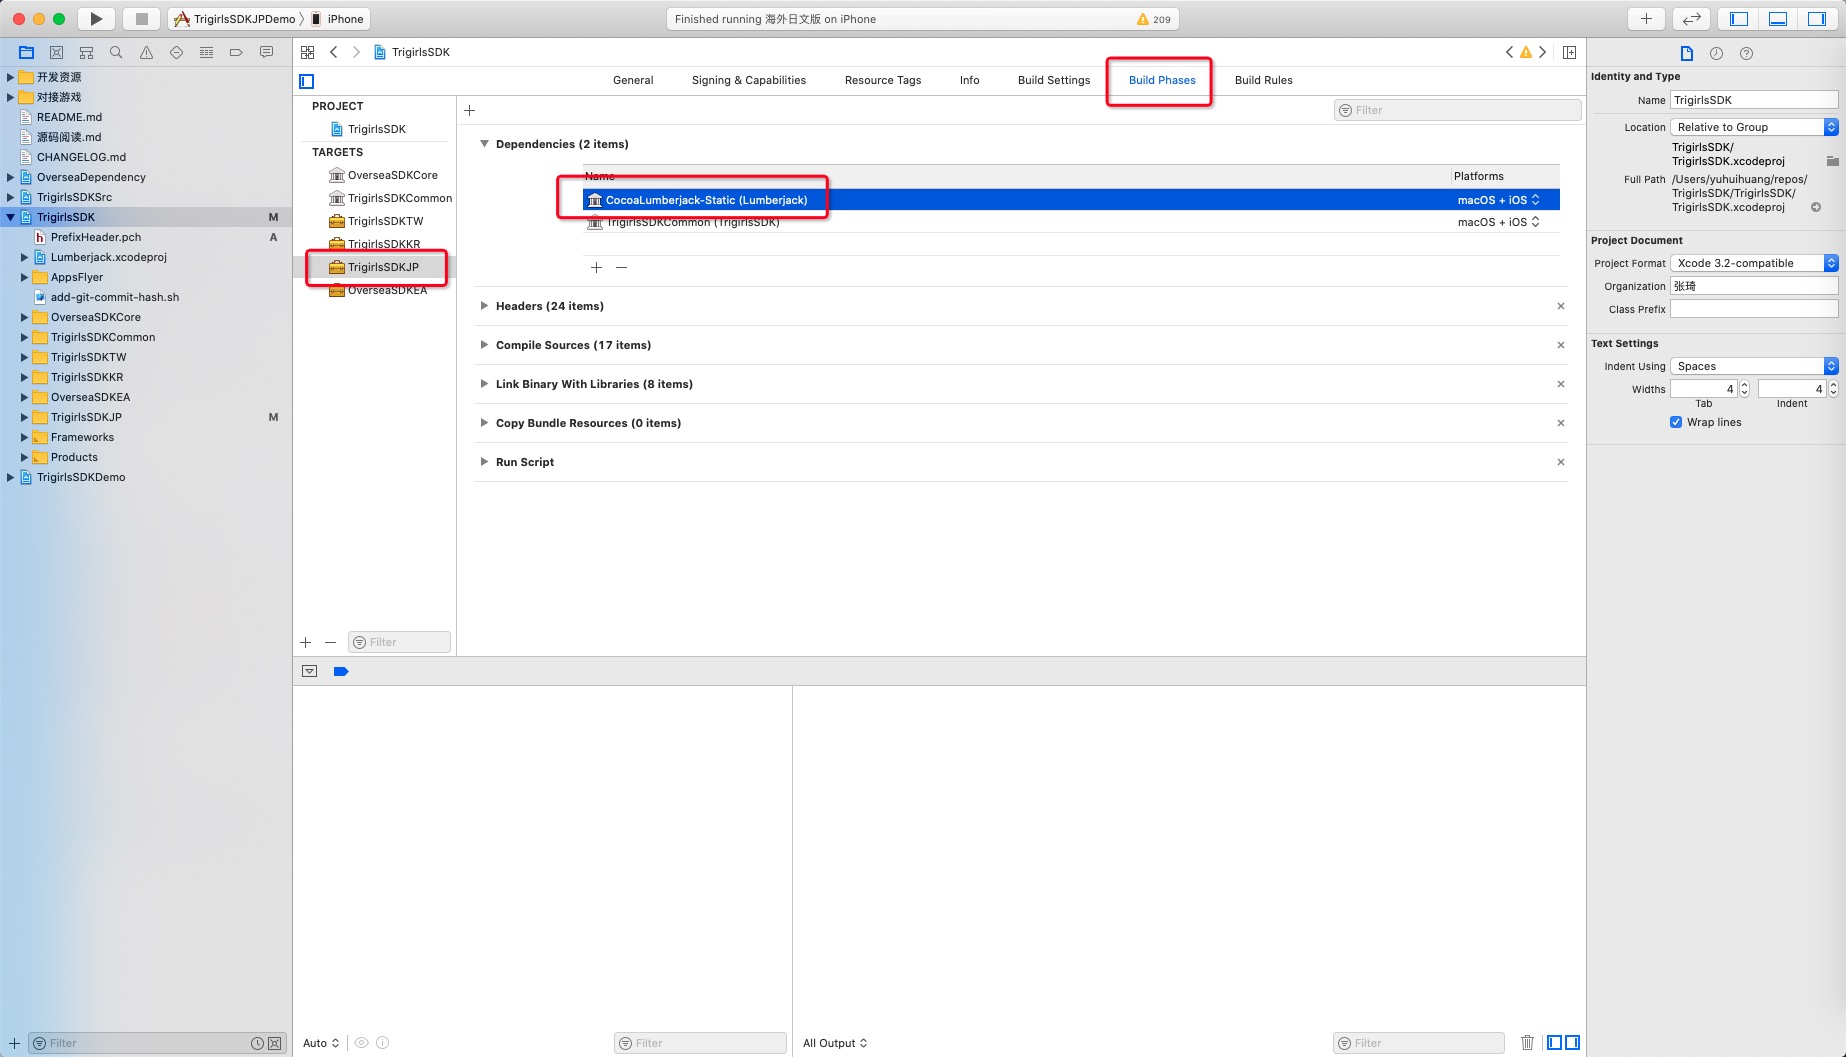 TrigirlsSDKJPDemo
iPhone
Finished running 海外日文版 on iPhone
209
TrigirlsSDK
开发资源
对接游戏
README.md
源码阅读.md
CHANGELOG.md
OverseaDependency
TrigirlsSDKSrc
TrigirlsSDK M
PrefixHeader.pch A
Lumberjack.xcodeproj
AppsFlyer
add-git-commit-hash.sh
OverseaSDKCore
TrigirlsSDKCommon
TrigirlsSDKTW
TrigirlsSDKKR
OverseaSDKEA
TrigirlsSDKJP M
Frameworks
Products
TrigirlsSDKDemo
Filter
General
Signing & Capabilities
Resource Tags
Info
Build Settings
Build Phases
Build Rules
PROJECT
TrigirlsSDK
TARGETS
OverseaSDKCore
TrigirlsSDKCommon
TrigirlsSDKTW
TrigirlsSDKKR
TrigirlsSDKJP
OverseaSDKEA
Filter
Filter
Dependencies (2 items)
Name Platforms
CocoaLumberjack-Static (Lumberjack) macOS + iOS
TrigirlsSDKCommon (TrigirlsSDK) macOS + iOS
Headers (24 items)
Compile Sources (17 items)
Link Binary With Libraries (8 items)
Copy Bundle Resources (0 items)
Run Script
Auto
Filter
All Output
Filter
Identity and Type
Name TrigirlsSDK
Location Relative to Group
TrigirlsSDK/
TrigirlsSDK.xcodeproj
Full Path /Users/yuhuihuang/repos/
TrigirlsSDK/TrigirlsSDK/
TrigirlsSDK.xcodeproj
Project Document
Project Format Xcode 3.2-compatible
Organization 张琦
Class Prefix
Text Settings
Indent Using Spaces
Widths 4 4
Tab Indent
Wrap lines